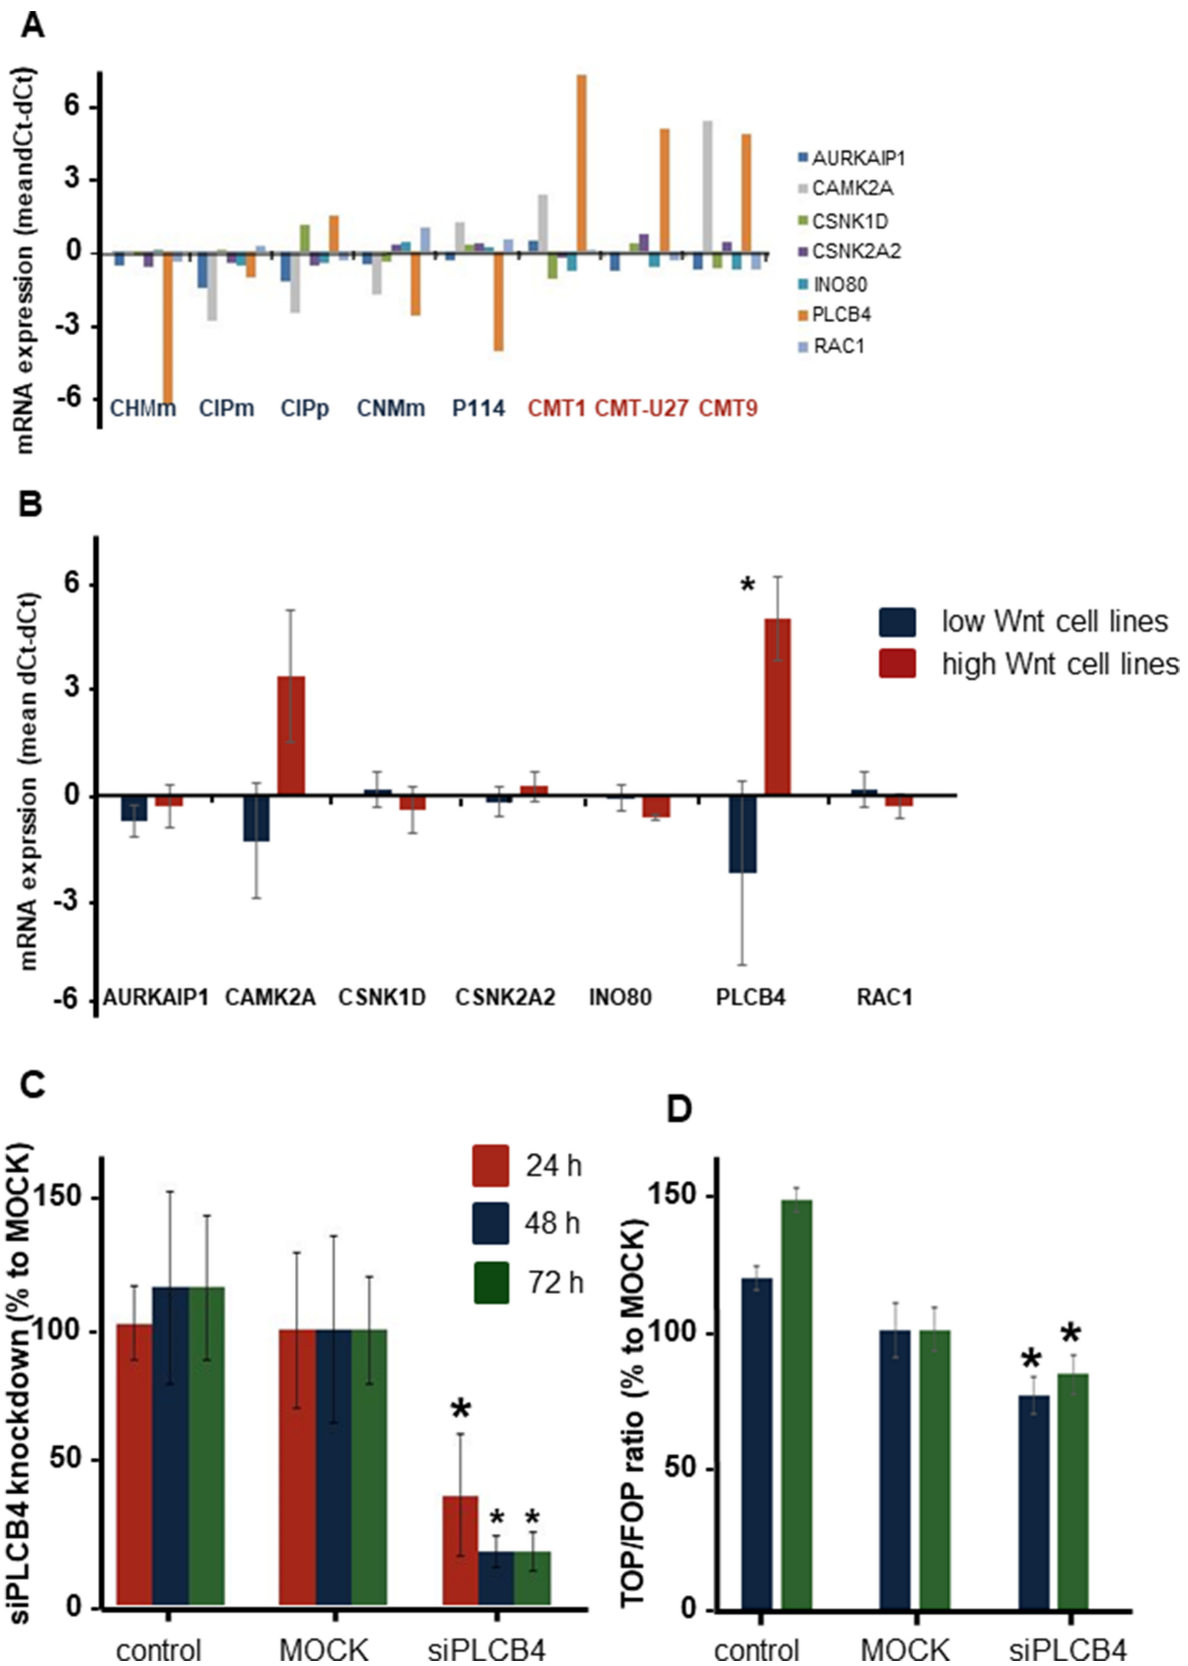 A
mRNA expression (meandCt-dCt)
6
3
0
-3
-6
CHMm CIPm CIPp CNMm P114 CMT1 CMT-U27 CMT9
AURKAIP1
CAMK2A
CSNK1D
CSNK2A2
INO80
PLCB4
RAC1
B
mRNA exprssion (mean dCt-dCt)
6
3
0
-3
-6
*
low Wnt cell lines
high Wnt cell lines
AURKAIP1 CAMK2A CSNK1D CSNK2A2 INO80 PLCB4 RAC1
C
siPLCB4 knockdown (% to MOCK)
150
100
50
0
24 h
48 h
72 h
*
* *
control MOCK siPLCB4
D
TOP/FOP ratio (% to MOCK)
150
100
50
0
* *
control MOCK siPLCB4